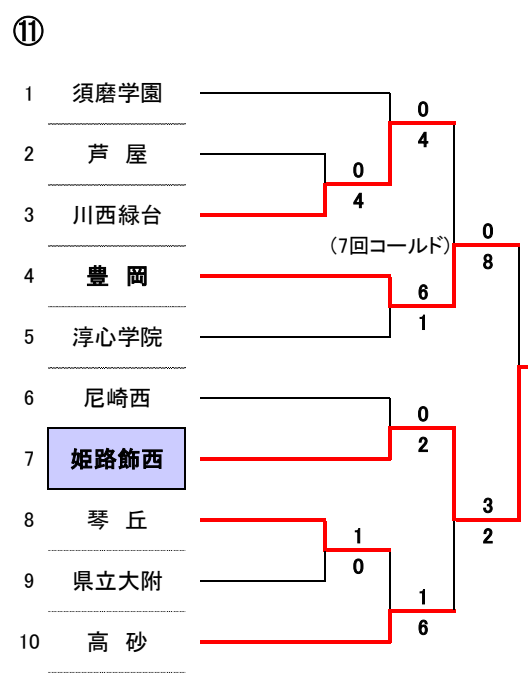 ⑪
1 須磨学園
0
4
2 芦屋
0
4
3 川西緑台
(7回コールド)
0
8
4 豊岡
6
1
5 淳心学院
6 尼崎西
0
2
7 姫路飾西
3
2
8 琴丘
1
0
9 県立大附
1
6
10 高砂